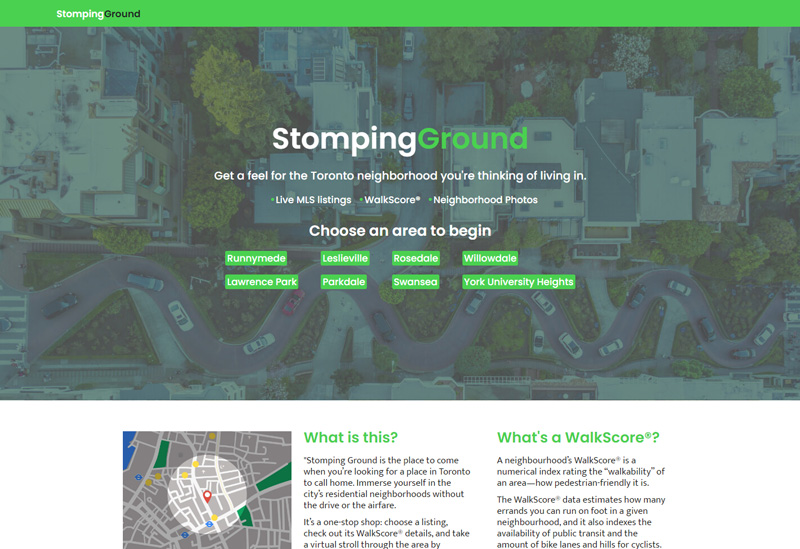 StompingGround
StompingGround
Get a feel for the Toronto neighborhood you're thinking of living in.
•Live MLS listings •WalkScore® •Neighborhood Photos
Choose an area to begin
Runnymede Leslieville Rosedale Willowdale
Lawrence Park Parkdale Swansea York University Heights
What is this?
"Stomping Ground is the place to come
when you're looking for a place in Toronto
to call home. Immerse yourself in the
city's residential neighborhoods without
the drive or the airfare.
It's a one-stop shop: choose a listing,
check out its WalkScore® details, and take
a virtual stroll through the area by
What's a WalkScore®?
A neighbourhood's WalkScore® is a
numerical index rating the “walkability” of
an area—how pedestrian-friendly it is.
The WalkScore® data estimates how many
errands you can run on foot in a given
neighbourhood, and it also indexes the
availability of public transit and the
amount of bike lanes and hills for cyclists.